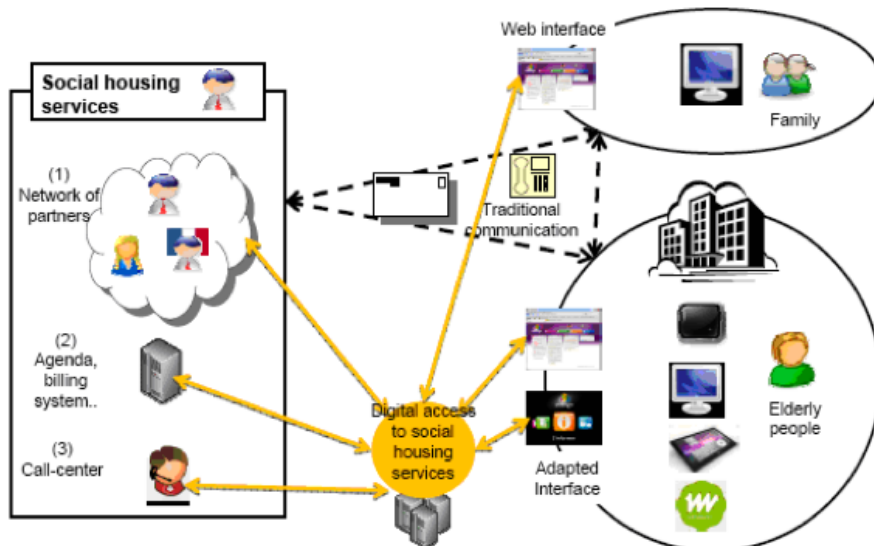 Web interface
Social housing
services
Family
(1)
Network of
partners
Traditional
communication
(2)
Agenda,
billing
system..
Elderly
people
Digital access
to social
housing
services
(3)
Call-center
Adapted
Interface